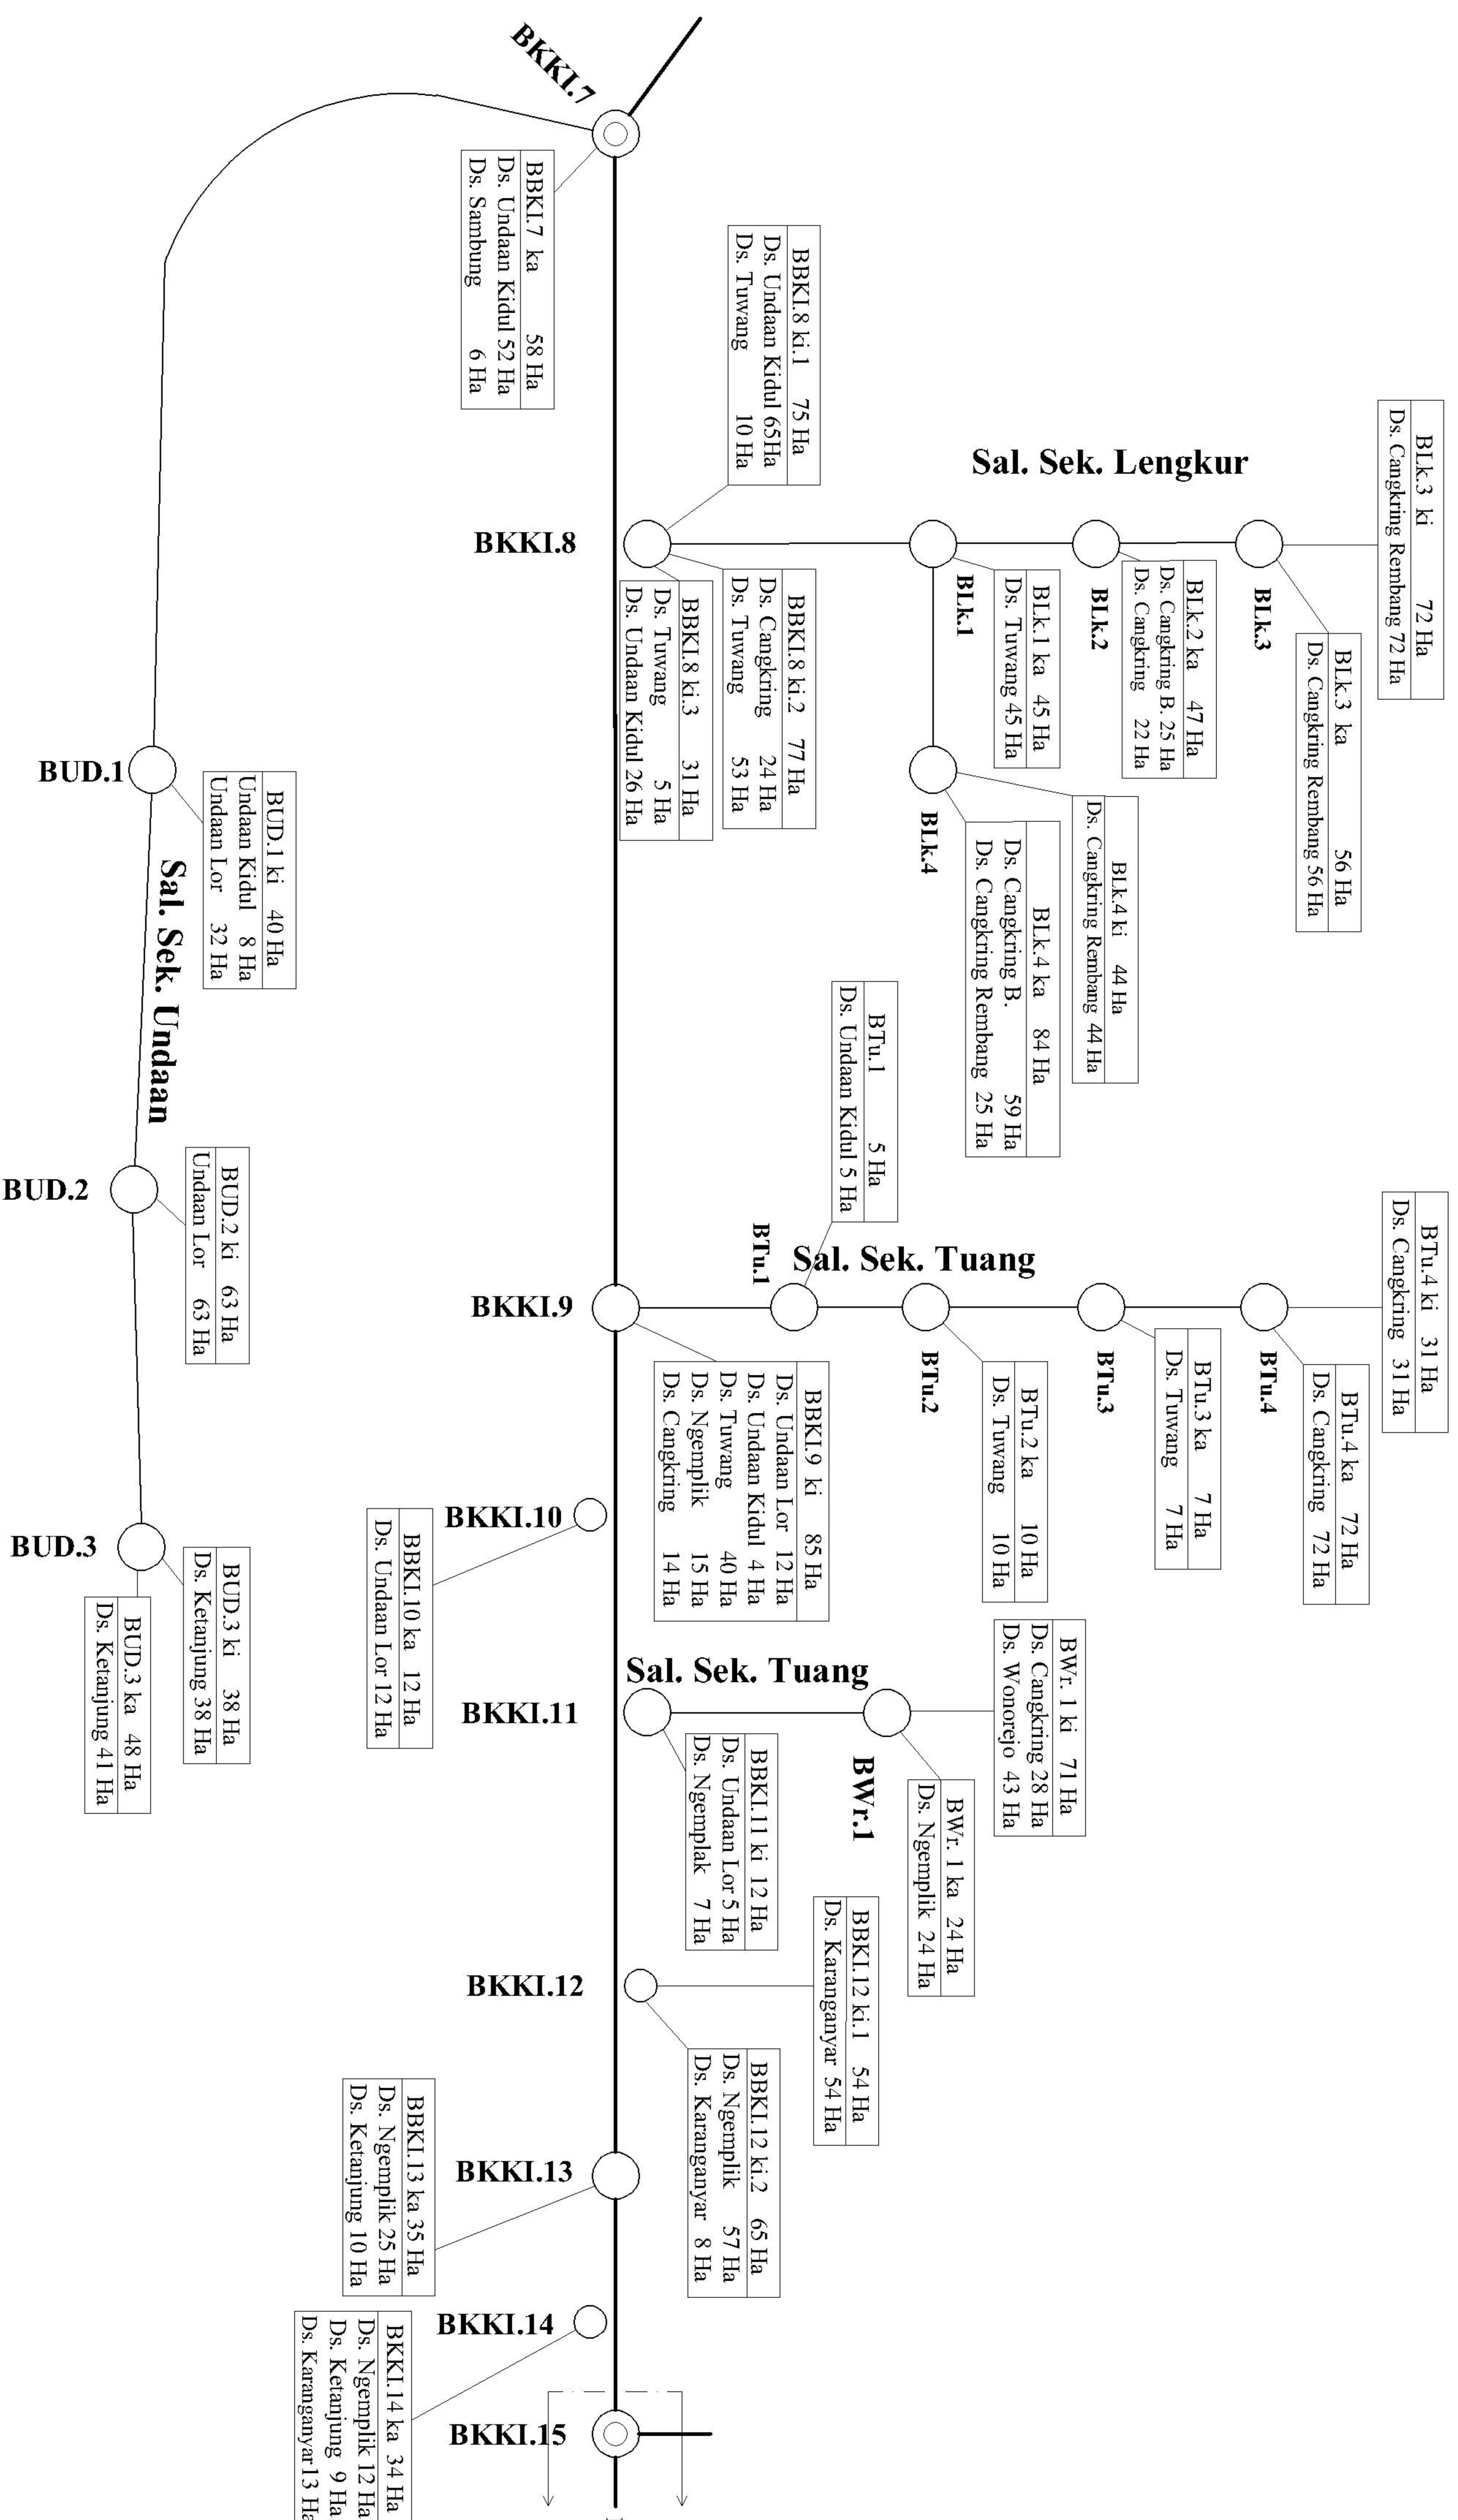 BKKI.7
BBKI.7 ka 58 Ha
Ds. Undaan Kidul 52 Ha
Ds. Sambung 6 Ha
BBKI.8 ki.1 75 Ha
Ds. Undaan Kidul 65Ha
Ds. Tuwang 10 Ha
Sal. Sek. Lengkur
BLk.3 ki 72 Ha
Ds. Cangkring Rembang 72 Ha
BKKI.8
BLk.1
BLk.2
BLk.3
BLk.3 ka 56 Ha
Ds. Cangkring Rembang 56 Ha
BLk.2 ka 47 Ha
Ds. Cangkring B. 25 Ha
Ds. Cangkring 22 Ha
BLk.1 ka 45 Ha
Ds. Tuwang 45 Ha
BBKI.8 ki.2 77 Ha
Ds. Cangkring 24 Ha
Ds. Tuwang 53 Ha
BBKI.8 ki.3 31 Ha
Ds. Tuwang 5 Ha
Ds. Undaan Kidul 26 Ha
BLk.4
BLk.4 ki 44 Ha
Ds. Cangkring Rembang 44 Ha
BLk.4 ka 84 Ha
Ds. Cangkring B. 59 Ha
Ds. Cangkring Rembang 25 Ha
BUD.1
BUD.1 ki 40 Ha
Undaan Kidul 8 Ha
Undaan Lor 32 Ha
Sal. Sek. Undaan
BUD.2
BUD.2 ki 63 Ha
Undaan Lor 63 Ha
BUD.3
BUD.3 ki 38 Ha
Ds. Ketanjung 38 Ha
BUD.3 ka 48 Ha
Ds. Ketanjung 41 Ha
BTu.1 5 Ha
Ds. Undaan Kidul 5 Ha
Sal. Sek. Tuang
BKKI.9
BTu.1
BTu.2
BTu.3
BTu.4
BTu.4 ki 31 Ha
Ds. Cangkring 31 Ha
BTu.4 ka 72 Ha
Ds. Cangkring 72 Ha
BTu.3 ka 7 Ha
Ds. Tuwang 7 Ha
BTu.2 ka 10 Ha
Ds. Tuwang 10 Ha
BBKI.9 ki 85 Ha
Ds. Undaan Lor 12 Ha
Ds. Undaan Kidul 4 Ha
Ds. Tuwang 40 Ha
Ds. Ngemplik 15 Ha
Ds. Cangkring 14 Ha
BKKI.10
BBKI.10 ka 12 Ha
Ds. Undaan Lor 12 Ha
Sal. Sek. Tuang
BKKI.11
BWr.1
BWr. 1 ki 71 Ha
Ds. Cangkring 28 Ha
Ds. Wonorejo 43 Ha
BWr. 1 ka 24 Ha
Ds. Ngemplik 24 Ha
BBKI.11 ki 12 Ha
Ds. Undaan Lor 5 Ha
Ds. Ngemplak 7 Ha
BKKI.12
BBKI.12 ki.1 54 Ha
Ds. Karanganyar 54 Ha
BBKI.12 ki.2 65 Ha
Ds. Ngemplik 57 Ha
Ds. Karanganyar 8 Ha
BKKI.13
BBKI.13 ka 35 Ha
Ds. Ngemplik 25 Ha
Ds. Ketanjung 10 Ha
BKKI.14
BKKI.14 ka 34 Ha
Ds. Ngemplik 12 Ha
Ds. Ketanjung 9 Ha
Ds. Karanganyar13 Ha
BKKI.15